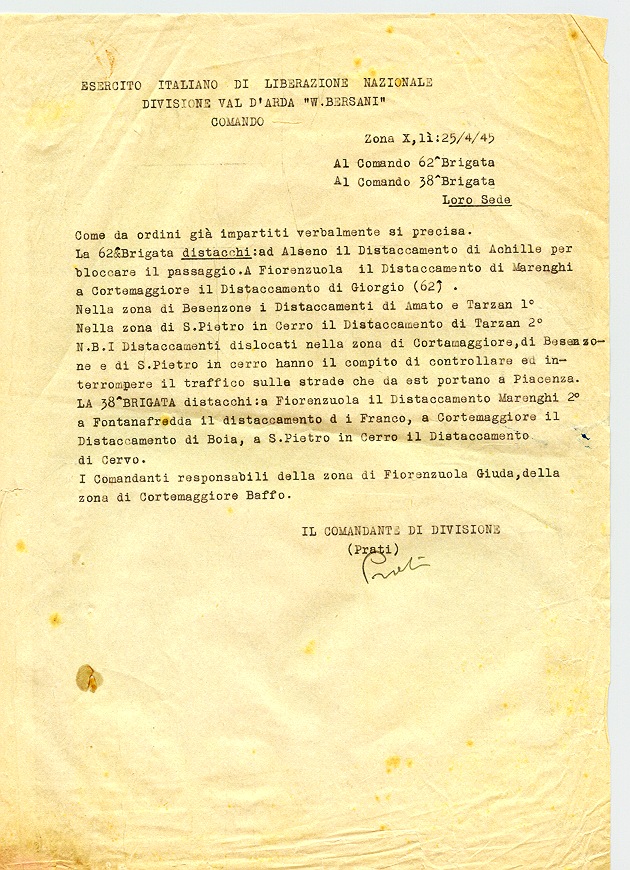 ESERCITO ITALIANO DI LIBERAZIONE NAZIONALE
DIVISIONE VAL D'ARDA "W.BERSANI"
COMANDO
Zona X,lì:25/4/45
Al Comando 62^Brigata
Al Comando 38^Brigata
Loro Sede
Come da ordini già impartiti verbalmente si precisa.
La 62^Brigata distacchi:ad Alseno il Distaccamento di Achille per
bloccare il passaggio.A Fiorenzuola il Distaccamento di Marenghi
a Cortemaggiore il Distaccamento di Giorgio (62) .
Nella zona di Besenzone i Distaccamenti di Amato e Tarzan 1°
Nella zona di S.Pietro in Cerro il Distaccamento di Tarzan 2°
N.B.I Distaccamenti dislocati nella zona di Cortamaggiore,di Besenzo-
ne e di S.Pietro in cerro hanno il compito di controllare ed in-
terrompere il traffico sulle strade che da est portano a Piacenza.
LA 38^BRIGATA distacchi:a Fiorenzuola il Distaccamento Marenghi 2°
a Fontanafredda il distaccamento d i Franco, a Cortemaggiore il
Distaccamento di Boia, a S.Pietro in Cerro il Distaccamento
di Cervo.
I Comandanti responsabili della zona di Fiorenzuola Giuda,della
zona di Cortemaggiore Baffo.
IL COMANDANTE DI DIVISIONE
(Prati)
Prati